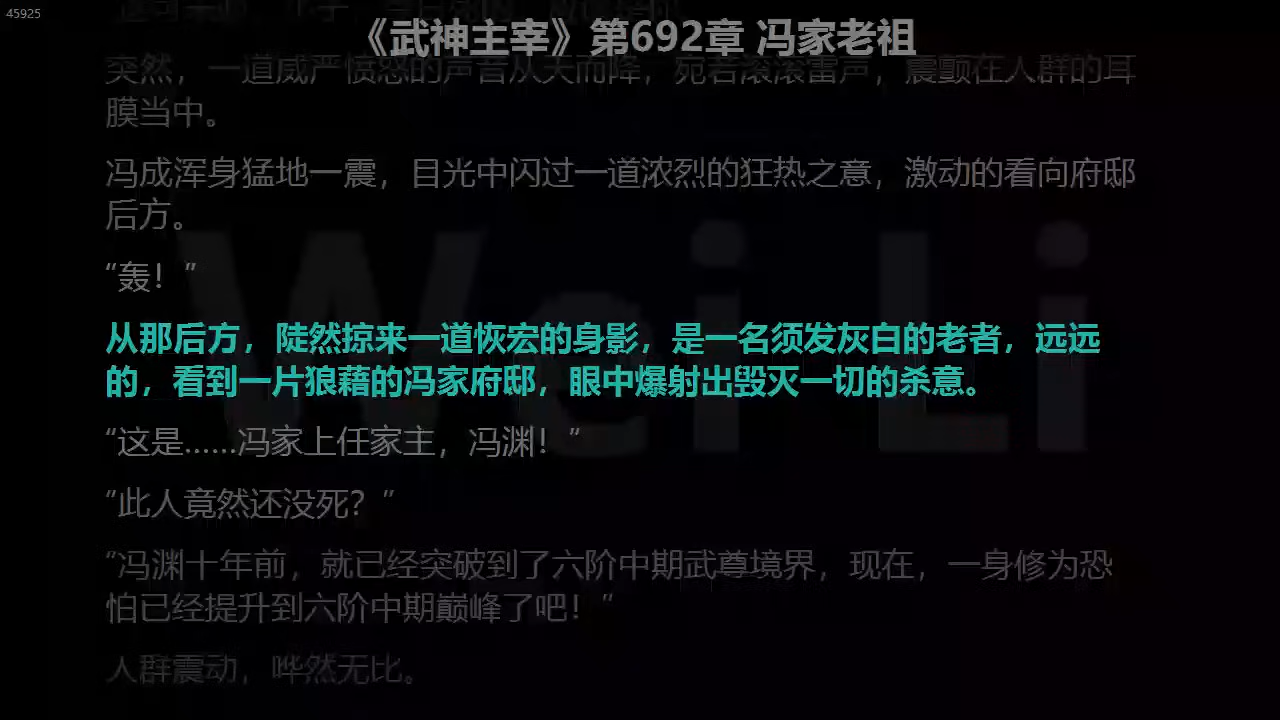 45925
《武神主宰》第692章 冯家老祖
突然，一道威严愤怒的声音从天而降，宛若滚滚雷声，震颤在人群的耳
膜当中。
冯成浑身猛地一震，目光中闪过一道浓烈的狂热之意，激动的看向府邸
后方。
“轰！”
从那后方，陡然掠来一道恢宏的身影，是一名须发灰白的老者，远远
的，看到一片狼藉的冯家府邸，眼中爆射出毁灭一切的杀意。
“这是……冯家上任家主，冯渊！”
“此人竟然还没死？”
“冯渊十年前，就已经突破到了六阶中期武尊境界，现在，一身修为恐
怕已经提升到六阶中期巅峰了吧！”
人群震动，哗然无比。
Wei Li